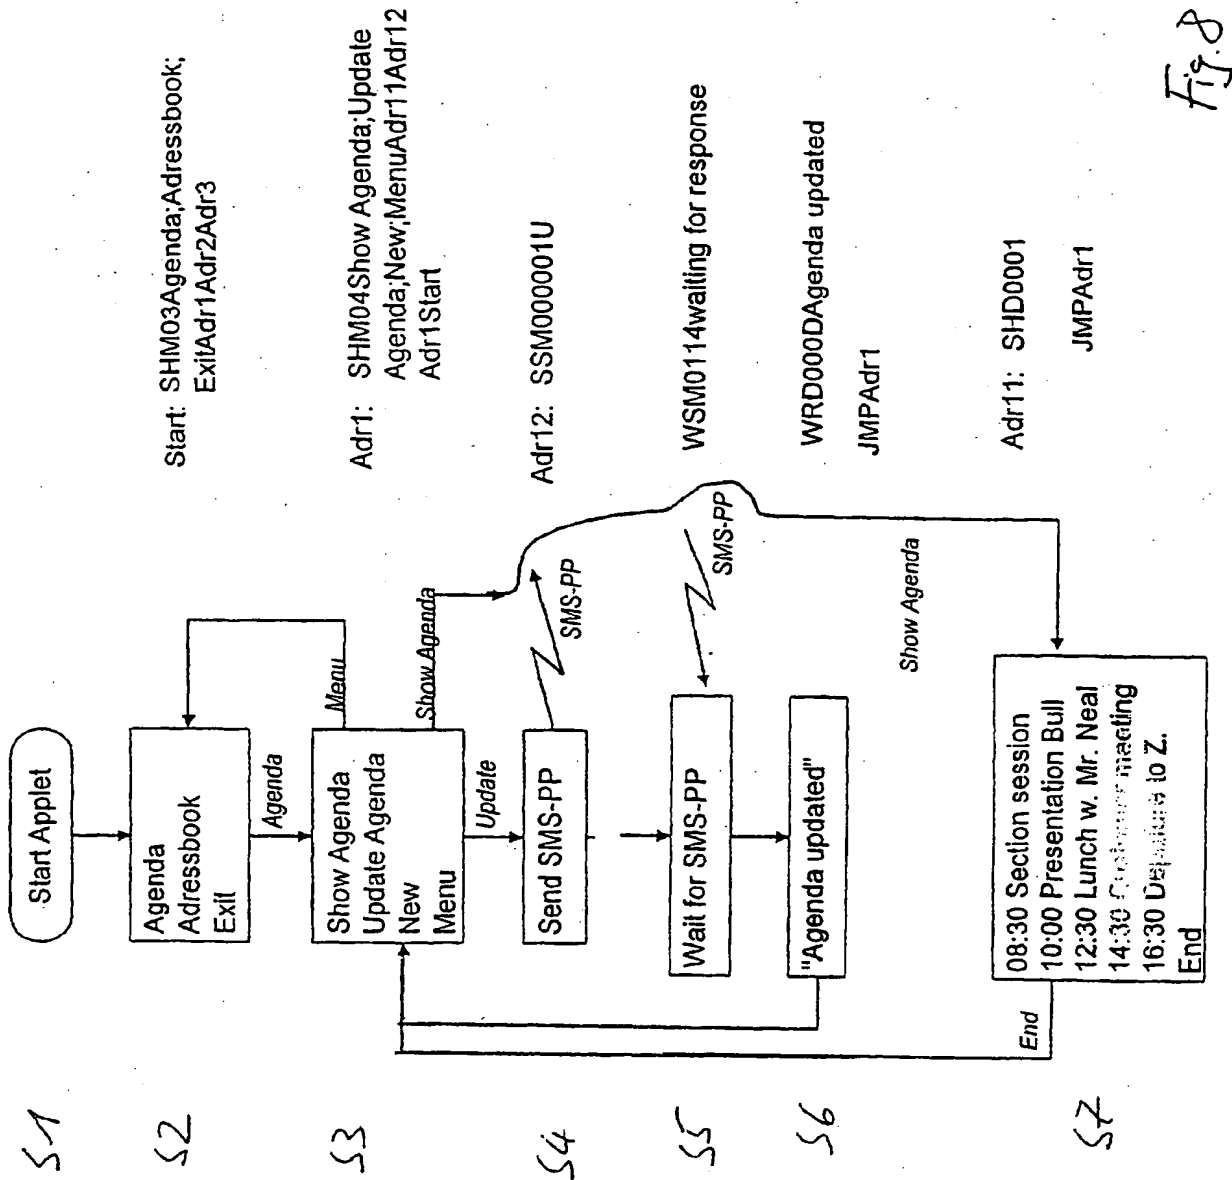 S1
Start Applet
S2
Agenda
Adressbook
Exit
Start: SHM03Agenda;Adressbook;
ExitAdr1Adr2Adr3
Agenda
Menu
S3
Show Agenda
Update Agenda
New
Menu
Adr1: SHM04Show Agenda;Update
Agenda;New;MenuAdr11Adr12
Adr1Start
Show Agenda
Update
S4
Send SMS-PP
SMS-PP
Adr12: SSM000001U
S5
Wait for SMS-PP
SMS-PP
WSM0114waiting for response
S6
"Agenda updated"
WRD000DAgenda updated
JMPAdr1
Show Agenda
End
S7
08:30 Section session
10:00 Presentation Bull
12:30 Lunch w. Mr. Neal
14:30 meeting
16:30 Departure to Z.
End
Adr11: SHD0001
JMPAdr1
Fig. 8